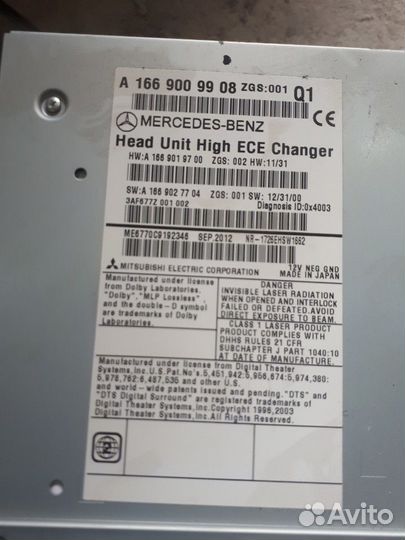 A 166 900 99 08 ZGS:001 Q1
MERCEDES-BENZ
CE
Head Unit High ECE Changer
HW:A 166 901 97 00 ZGS: 002 HW:11/31
SW:A 166 902 77 04 ZGS: 001 SW: 12/31/00
3AF677Z 001 002 Diagnosis ID:0x4003
ME6770C9192346 SEP.2012 NR-1726EHSW1662
MITSUBISHI ELECTRIC CORPORATION
12V NEG GND
MADE IN JAPAN
Manufactured under license
from Dolby Laboratories.
"Dolby", "MLP Lossless",
and the double-D symbol
are trademarks of Dolby
Laboratories.
DANGER
INVISIBLE LASER RADIATION
WHEN OPENED AND INTERLOCK
FAILED OR DEFEATED.AVOID
DIRECT EXPOSURE TO BEAM.
CLASS 1 LASER PRODUCT
PRODUCT COMPLIES WITH
DHHS RULES 21 CFR
SUBCHAPTER J PART 1040:10
AT DATE OF MANUFACTURE.
Manufactured under license from Digital Theater
Systems,Inc.U.S.Pat.No's.5,451,942;5,956,674;5,974,380;
5,978,762;6,487,535 and other U.S.
and world-wide patents issued and pending."DTS" and
"DTS Digital Surround" are registered trademarks of
Digital Theater Systems,Inc.Copyright 1996,2003
Digital Theater Systems,Inc.All Rights Reserved.
2
Avito